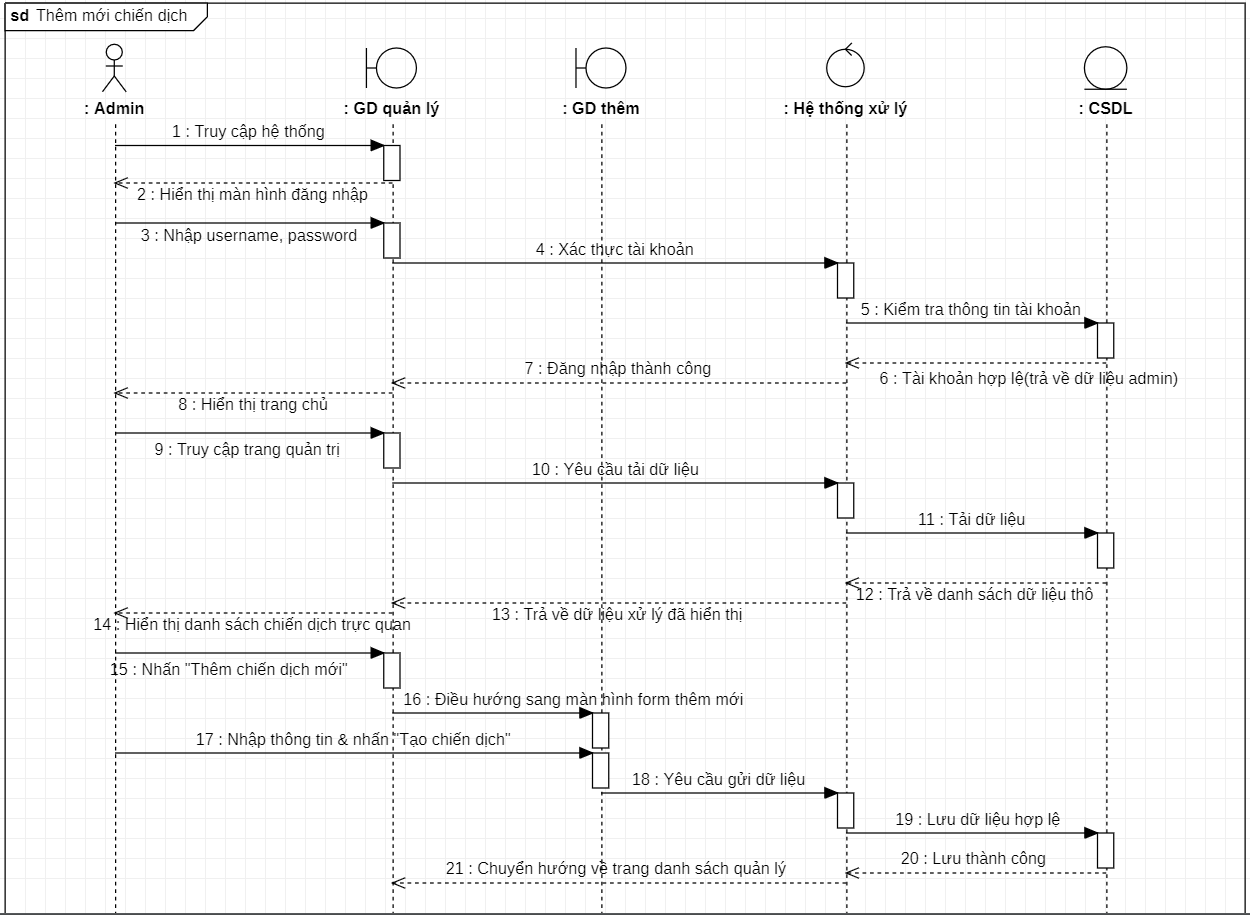 sd Thêm mới chiến dịch
: Admin
: GD quản lý
: GD thêm
: Hệ thống xử lý
: CSDL
1 : Truy cập hệ thống
2 : Hiển thị màn hình đăng nhập
3 : Nhập username, password
4 : Xác thực tài khoản
5 : Kiểm tra thông tin tài khoản
6 : Tài khoản hợp lệ(trả về dữ liệu admin)
7 : Đăng nhập thành công
8 : Hiển thị trang chủ
9 : Truy cập trang quản trị
10 : Yêu cầu tải dữ liệu
11 : Tải dữ liệu
12 : Trả về danh sách dữ liệu thô
13 : Trả về dữ liệu xử lý đã hiển thị
14 : Hiển thị danh sách chiến dịch trực quan
15 : Nhấn "Thêm chiến dịch mới"
16 : Điều hướng sang màn hình form thêm mới
17 : Nhập thông tin & nhấn "Tạo chiến dịch"
18 : Yêu cầu gửi dữ liệu
19 : Lưu dữ liệu hợp lệ
20 : Lưu thành công
21 : Chuyển hướng về trang danh sách quản lý